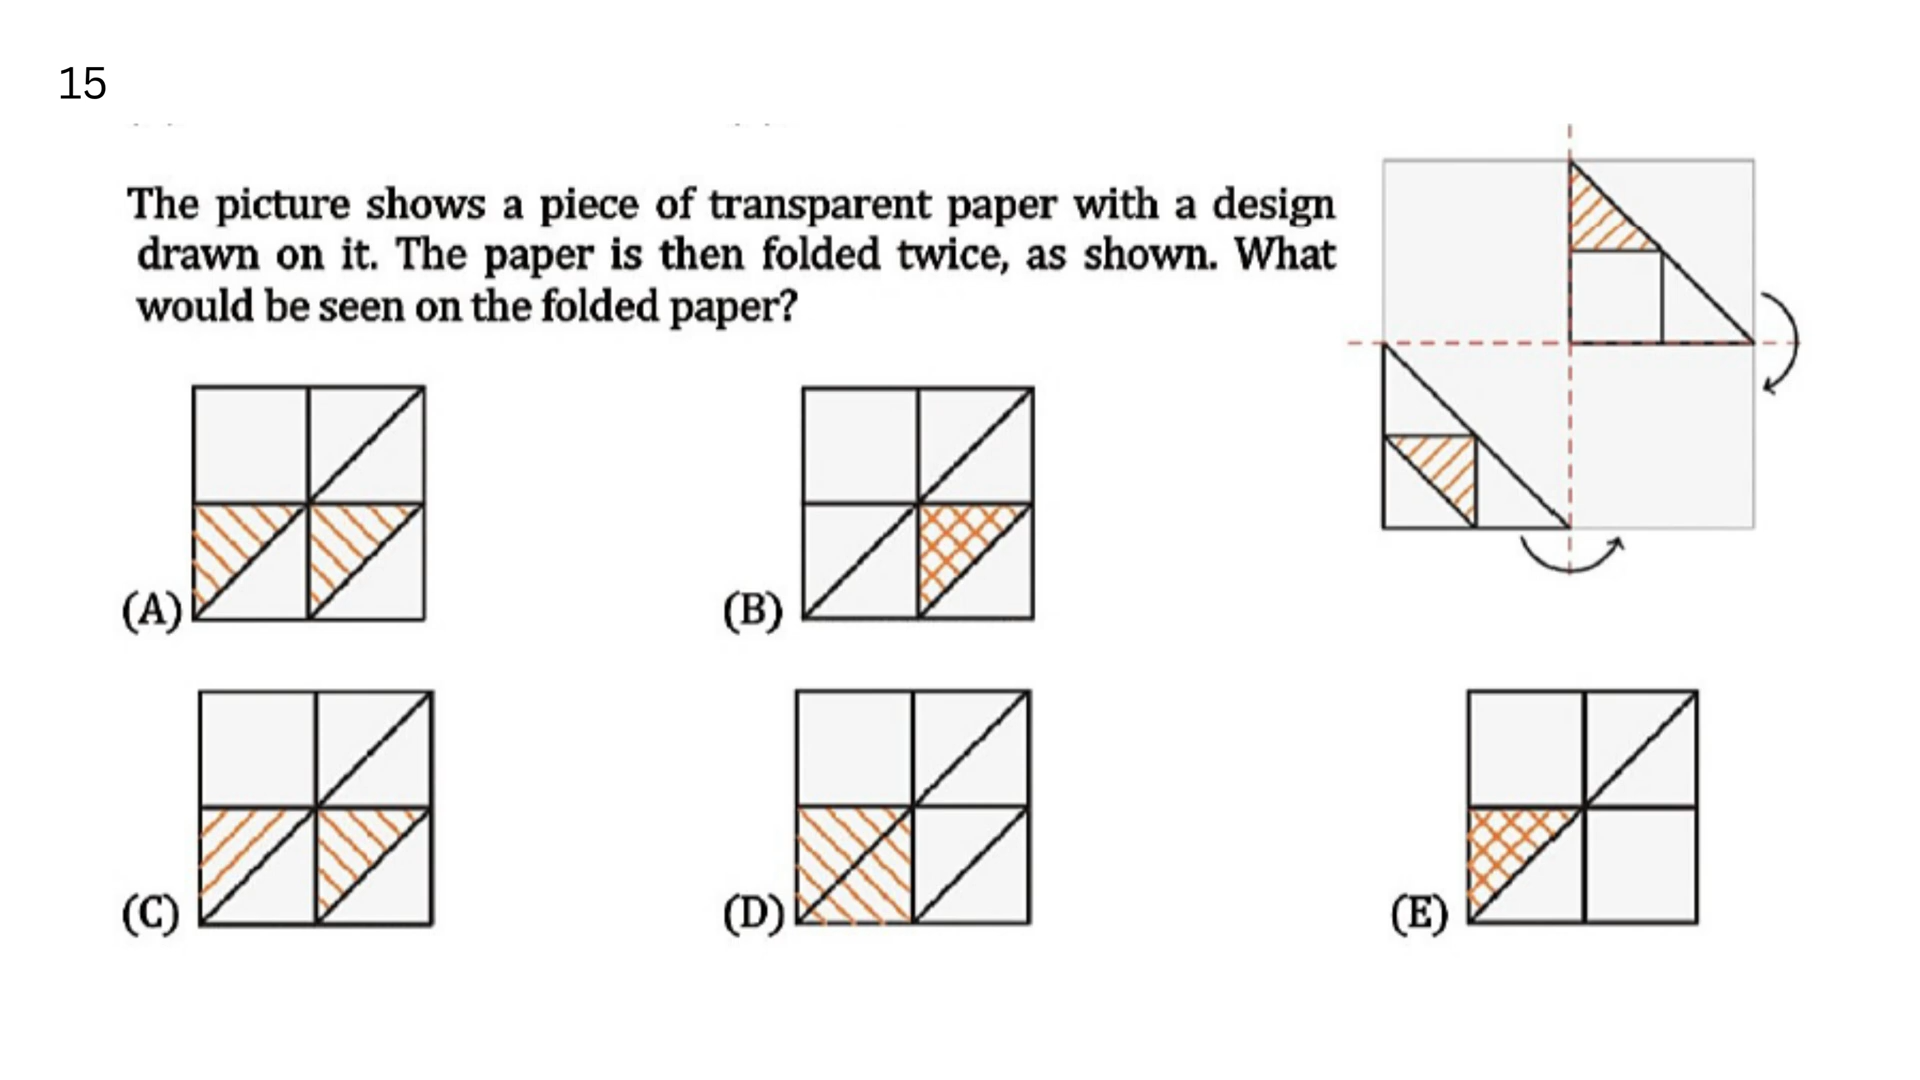 15
The picture shows a piece of transparent paper with a design
drawn on it. The paper is then folded twice, as shown. What
would be seen on the folded paper?
(A)
(B)
(C)
(D)
(E)